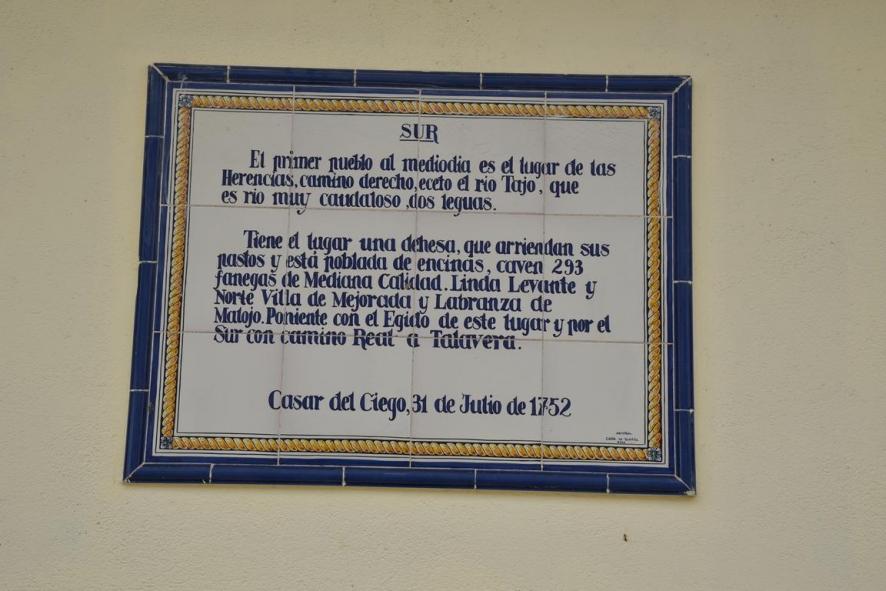 SUR
El primer pueblo al mediodia es el lugar de las
Herencias, camino derecho, eceto el río Tajo, que
es río muy caudaloso, dos leguas.
Tiene el lugar una dehesa, que arriendan sus
pastos y está poblada de encinas, caven 293
fanegas de Mediana Calidad. Linda Levante y
Norte Villa de Mejorada y Labranza de
Matojo. Poniente con el Egido de este lugar y por el
Sur con camino Real a Talavera.
Casar del Ciego, 31 de Julio de 1752